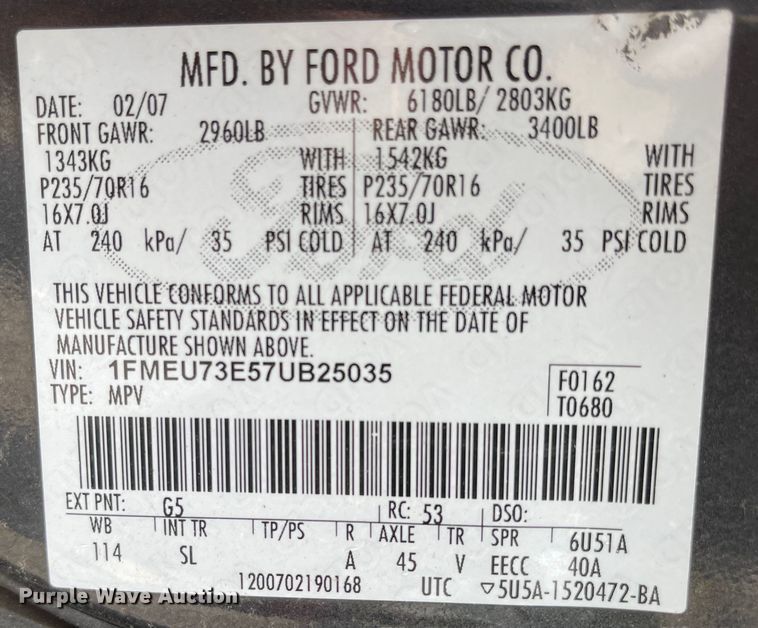 MFD. BY FORD MOTOR CO.
DATE: 02/07 GVWR: 6180LB/ 2803KG
FRONT GAWR: 2960LB REAR GAWR: 3400LB
1343KG WITH 1542KG WITH
P235/70R16 TIRES P235/70R16 TIRES
16X7.0J RIMS 16X7.0J RIMS
AT 240 kPa/ 35 PSI COLD AT 240 kPa/ 35 PSI COLD
Ford
THIS VEHICLE CONFORMS TO ALL APPLICABLE FEDERAL MOTOR
VEHICLE SAFETY STANDARDS IN EFFECT ON THE DATE OF
MANUFACTURE SHOWN ABOVE.
VIN: 1FMEU73E57UB25035 F0162
TYPE: MPV T0680
EXT PNT: G5 RC: 53 DSO:
WB INT TR TP/PS R AXLE TR SPR 6U51A
114 SL A 45 V EECC 40A
1200702190168 UTC ▽5U5A-1520472-BA
Purple Wave Auction